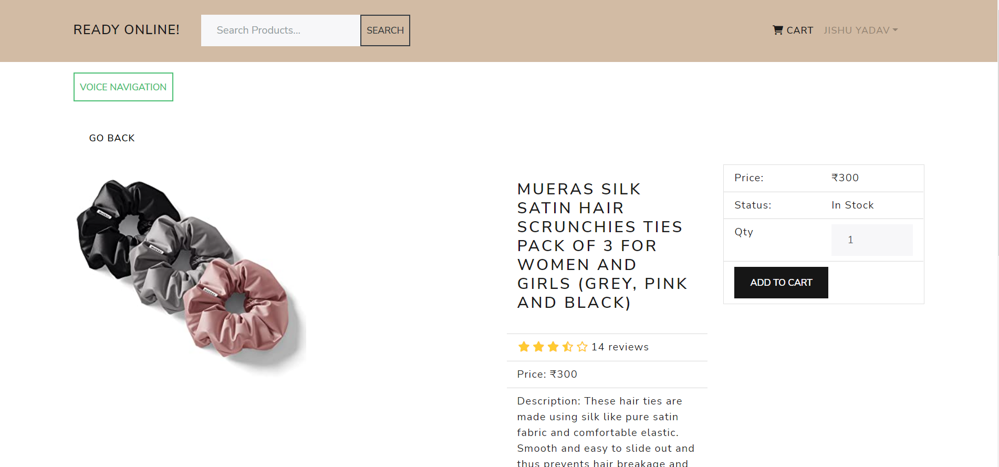 READY ONLINE!
Search Products...
SEARCH
CART
JISHU YADAV
VOICE NAVIGATION
GO BACK
MUERAS
MUERAS
MUERAS
MUERAS SILK
SATIN HAIR
SCRUNCHIES TIES
PACK OF 3 FOR
WOMEN AND
GIRLS (GREY, PINK
AND BLACK)
14 reviews
Price: ₹300
Description: These hair ties are
made using silk like pure satin
fabric and comfortable elastic.
Smooth and easy to slide out and
thus prevents hair breakage and
Price: ₹300
Status: In Stock
Qty 1
ADD TO CART